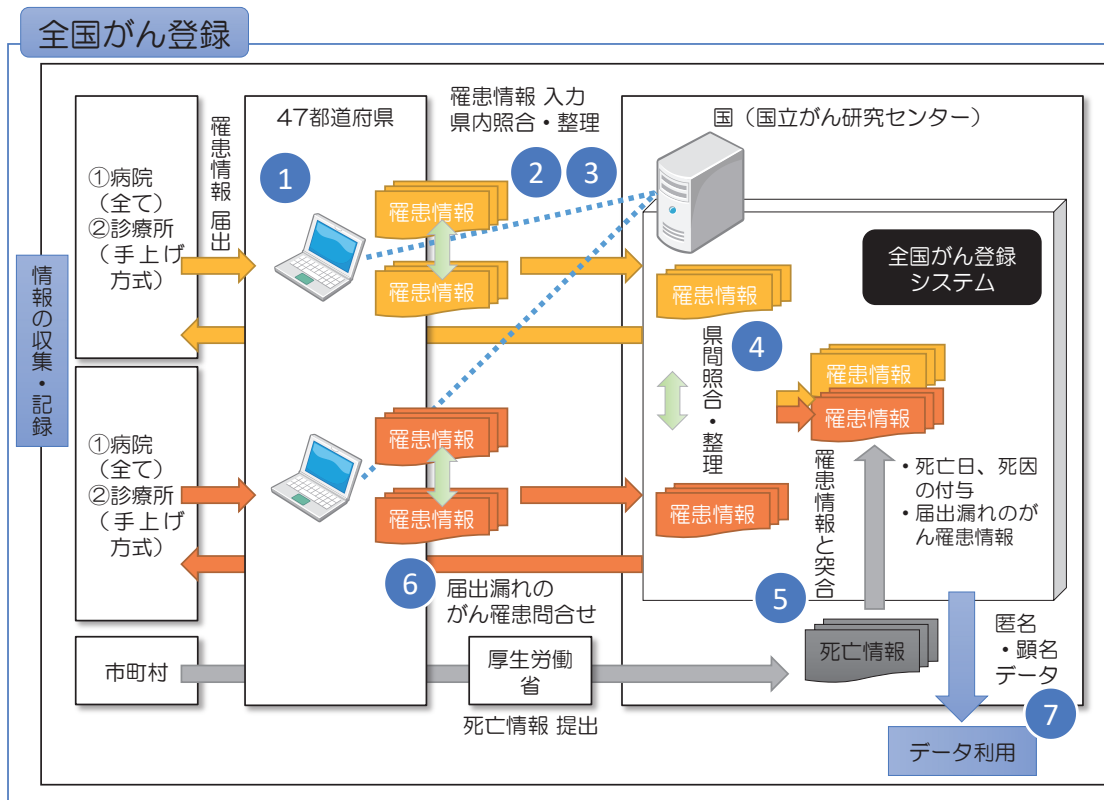 全国がん登録
情報の収集・記録
①病院
（全て）
②診療所
（手上げ
方式）
罹患情報 届出
47都道府県
1
罹患情報 入力
県内照合・整理
2
3
罹患情報
罹患情報
国（国立がん研究センター）
全国がん登録
システム
罹患情報
4
県間照合・整理
罹患情報
罹患情報
①病院
（全て）
②診療所
（手上げ
方式）
罹患情報
罹患情報
罹患情報
罹患情報と突合
・死亡日、死因
の付与
・届出漏れのが
ん罹患情報
5
6
届出漏れの
がん罹患問合せ
市町村
厚生労働
省
死亡情報 提出
死亡情報
匿名
・顕名
データ
7
データ利用